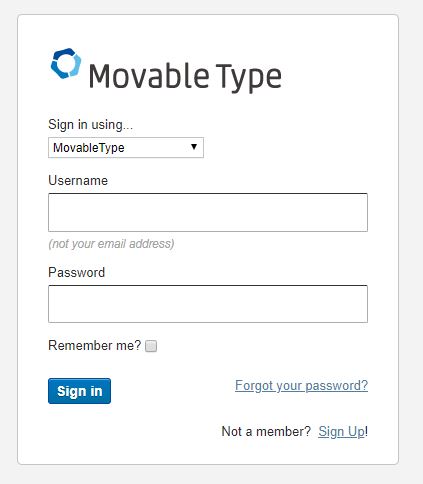 Movable Type
Sign in using...
MovableType
Username
(not your email address)
Password
Remember me?
Sign in
Forgot your password?
Not a member? Sign Up!